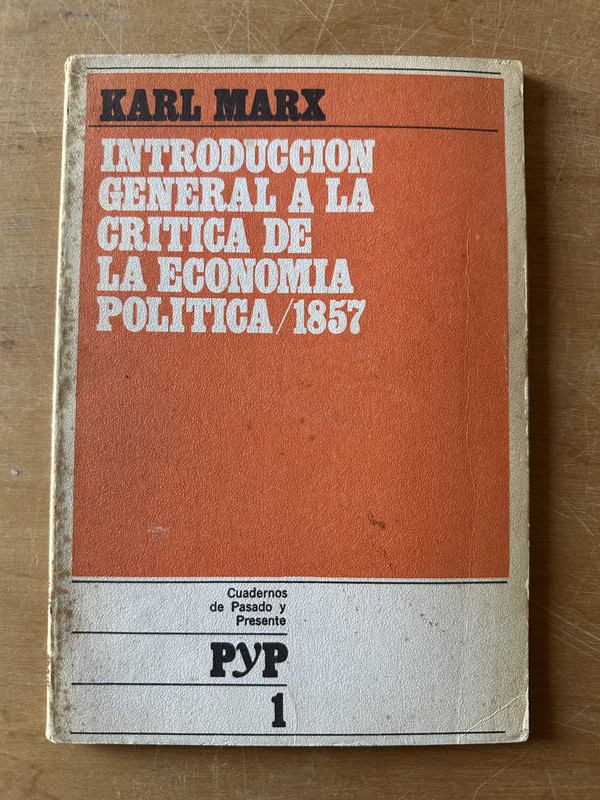 KARL MARX
INTRODUCCION
GENERAL A LA
CRITICA DE
LA ECONOMIA
POLITICA/1857
Cuadernos
de Pasado y
Presente
PyP
1